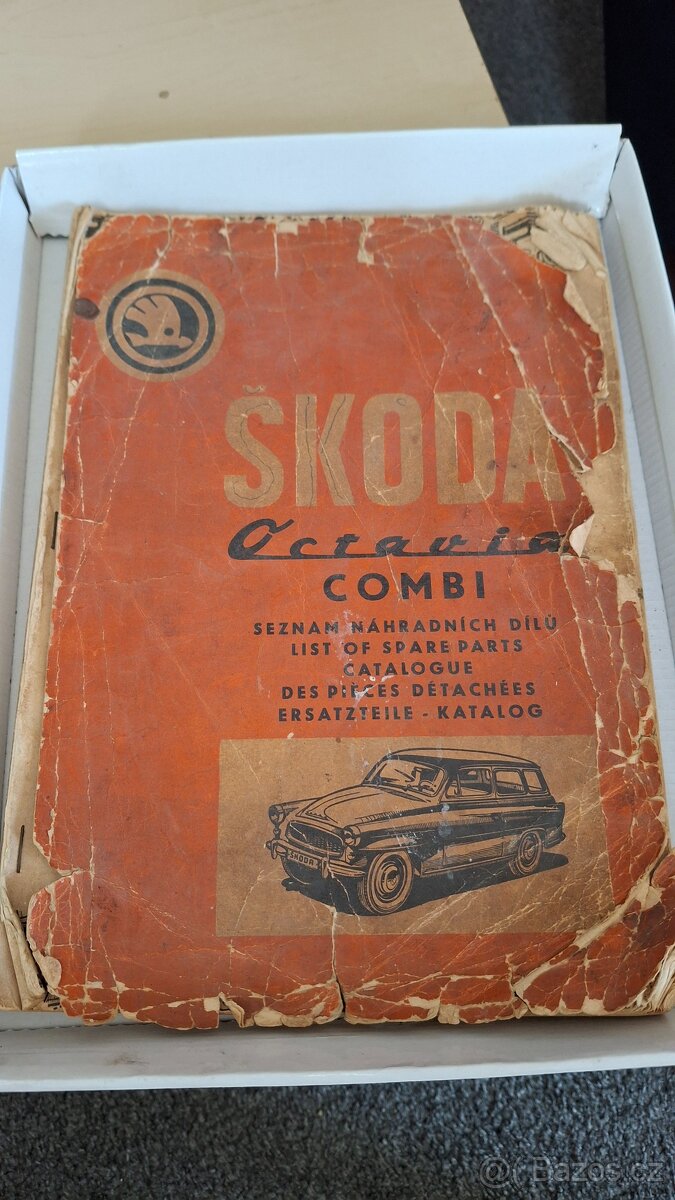 ŠKODA
Octavia
COMBI
SEZNAM NÁHRADNÍCH DÍLŮ
LIST OF SPARE PARTS
CATALOGUE
DES PIÈCES DÉTACHÉES
ERSATZTEILE - KATALOG
ŠKODA
@ Bazos.cz